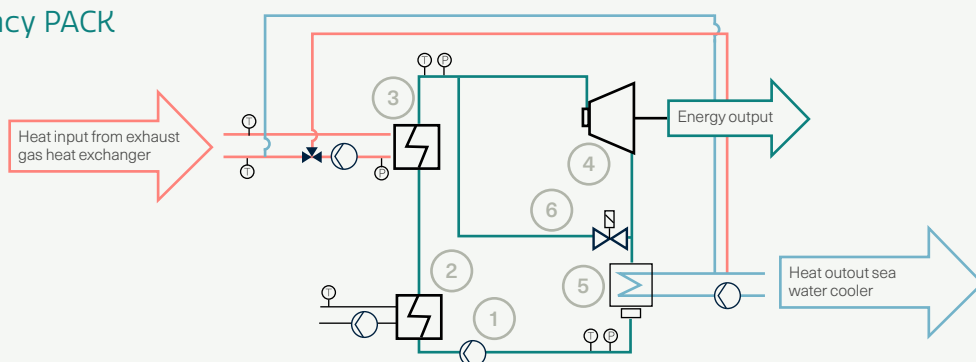 ncy PACK
T P
3
T
Heat input from exhaust
gas heat exchanger
T
P
Energy output
4
6
2
5
Heat outout sea
water cooler
T
1
T P